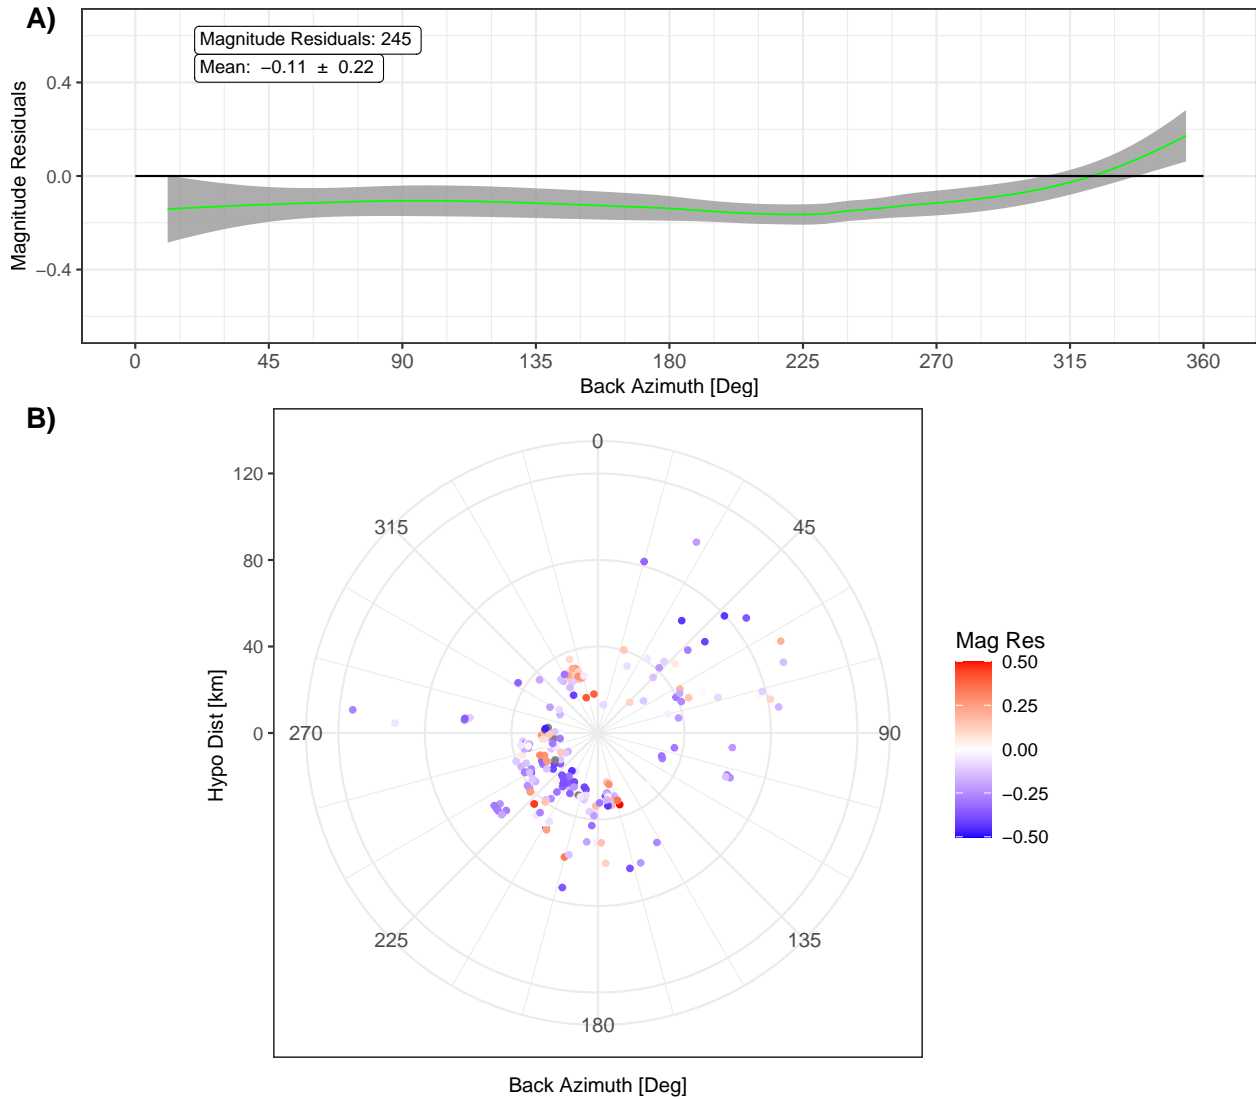 A)
Magnitude Residuals: 245
Mean: −0.11 ± 0.22
Magnitude Residuals
0.4
0.0
−0.4
0 45 90 135 180 225 270 315 360
Back Azimuth [Deg]
B)
Hypo Dist [km]
120
80
40
0
0
45
90
135
180
225
270
315
Back Azimuth [Deg]
Mag Res
0.50
0.25
0.00
−0.25
−0.50